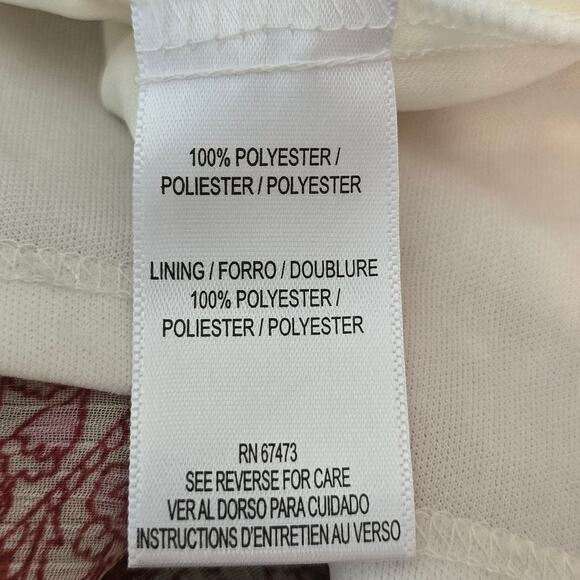 100% POLYESTER /
POLIESTER / POLYESTER
LINING / FORRO / DOUBLURE
100% POLYESTER /
POLIESTER / POLYESTER
RN 67473
SEE REVERSE FOR CARE
VER AL DORSO PARA CUIDADO
INSTRUCTIONS D'ENTRETIEN AU VERSO